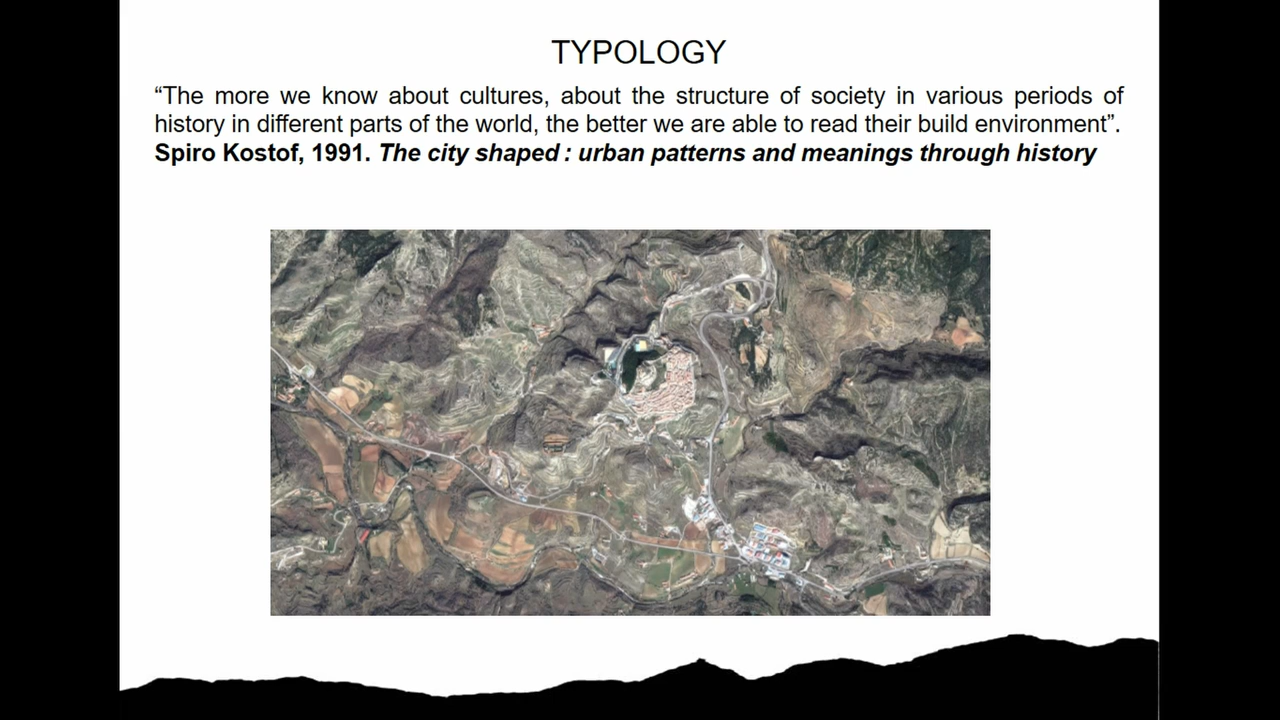 TYPOLOGY
“The more we know about cultures, about the structure of society in various periods of
history in different parts of the world, the better we are able to read their build environment”.
Spiro Kostof, 1991. The city shaped : urban patterns and meanings through history